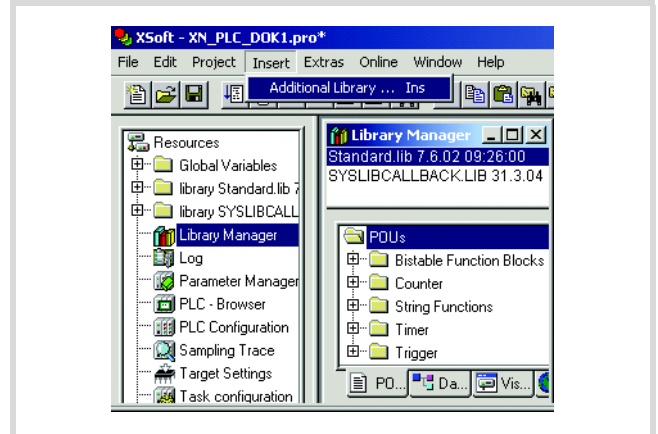 XSoft - XN_PLC_DOK1.pro*
File Edit Project Insert Extras Online Window Help
Additional Library ... Ins
Resources
Global Variables
library Standard.lib 7
library SYSLIBCALL
Library Manager
Log
Parameter Manager
PLC - Browser
PLC Configuration
Sampling Trace
Target Settings
Task configuration
Library Manager
Standard.lib 7.6.02 09:26:00
SYSLIBCALLBACK.LIB 31.3.04
POUs
Bistable Function Blocks
Counter
String Functions
Timer
Trigger
PO... Da... Vis...